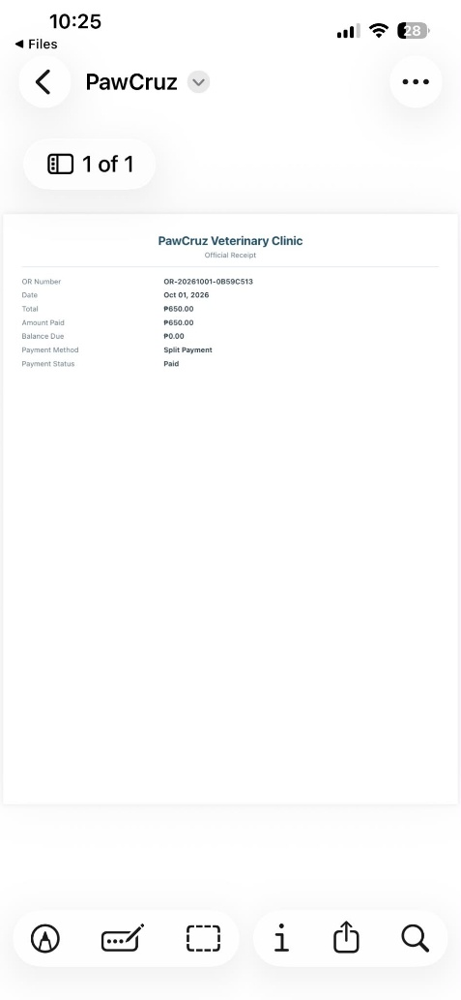 10:25
28
◀ Files
PawCruz
1 of 1
PawCruz Veterinary Clinic
Official Receipt
OR Number OR-20261001-0B59C513
Date Oct 01, 2026
Total ₱650.00
Amount Paid ₱650.00
Balance Due ₱0.00
Payment Method Split Payment
Payment Status Paid